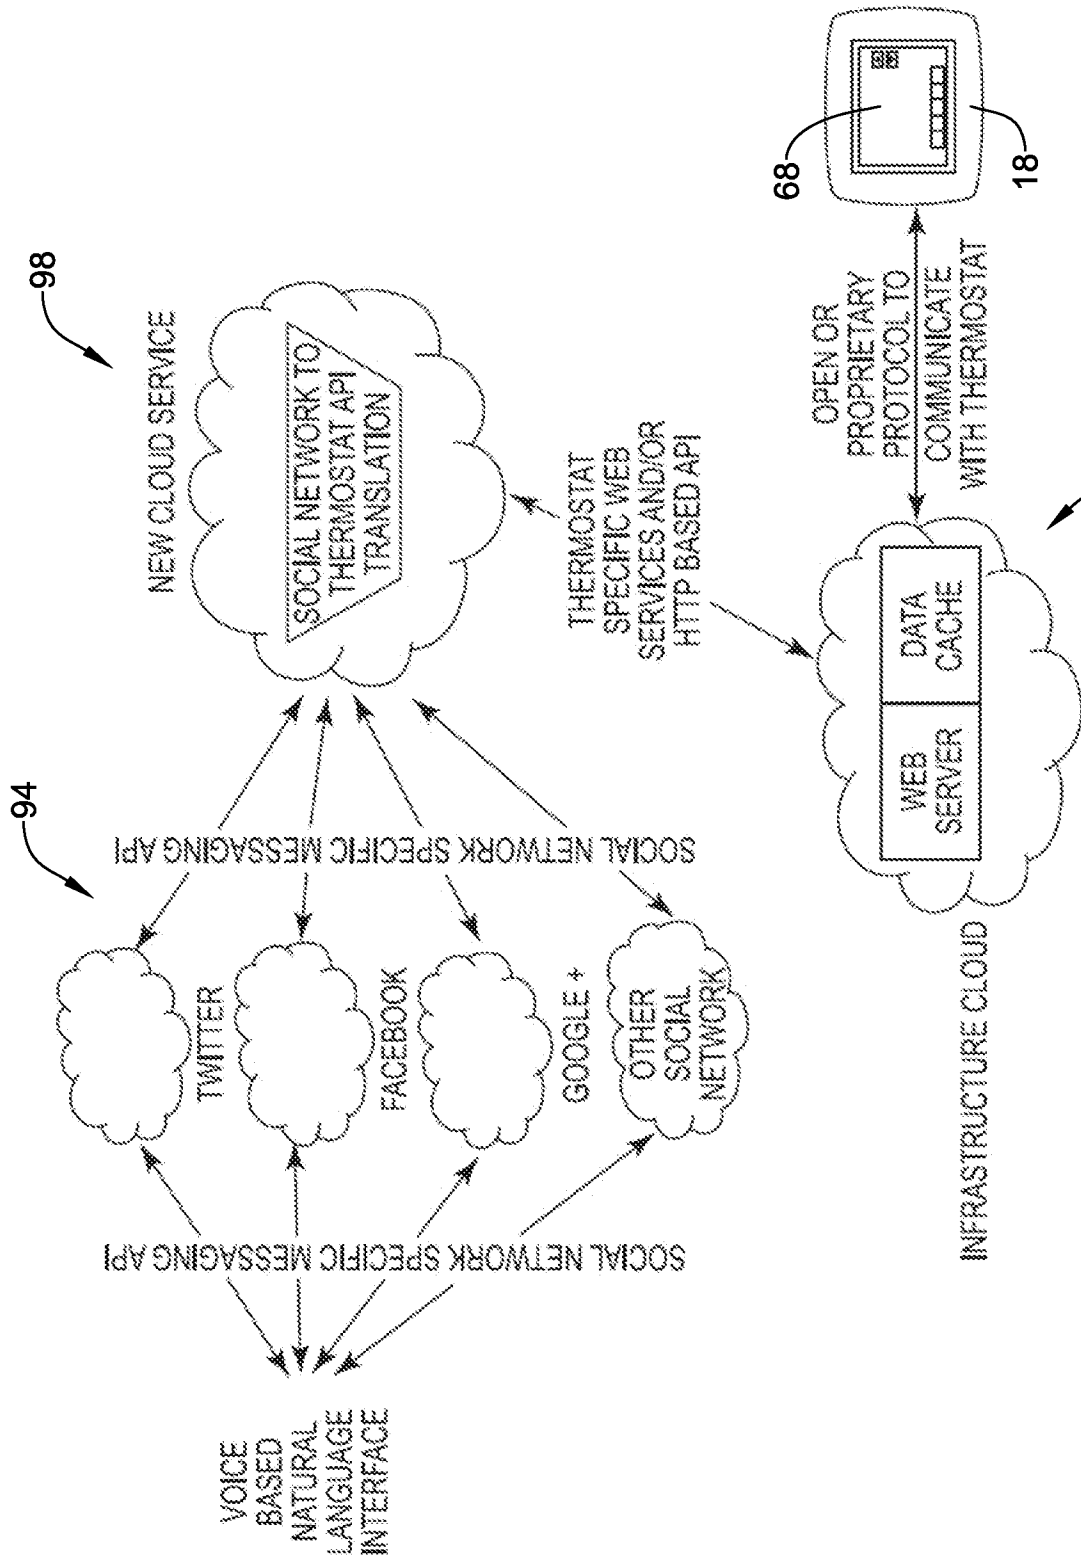 VOICE
BASED
NATURAL
LANGUAGE
INTERFACE
SOCIAL NETWORK SPECIFIC MESSAGING API
94
TWITTER
FACEBOOK
GOOGLE +
OTHER
SOCIAL
NETWORK
SOCIAL NETWORK SPECIFIC MESSAGING API
98
NEW CLOUD SERVICE
SOCIAL NETWORK TO
THERMOSTAT API
TRANSLATION
THERMOSTAT
SPECIFIC WEB
SERVICES AND/OR
HTTP BASED API
INFRASTRUCTURE CLOUD
WEB
SERVER
DATA
CACHE
OPEN OR
PROPRIETARY
PROTOCOL TO
COMMUNICATE
WITH THERMOSTAT
68
18